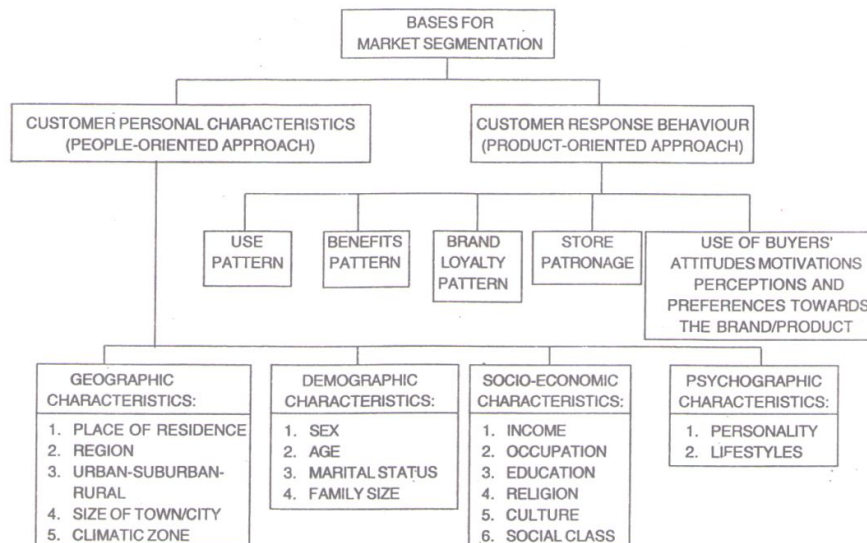 BASES FOR
MARKET SEGMENTATION
CUSTOMER PERSONAL CHARACTERISTICS
(PEOPLE-ORIENTED APPROACH)
CUSTOMER RESPONSE BEHAVIOUR
(PRODUCT-ORIENTED APPROACH)
USE
PATTERN
BENEFITS
PATTERN
BRAND
LOYALTY
PATTERN
STORE
PATRONAGE
USE OF BUYERS'
ATTITUDES MOTIVATIONS
PERCEPTIONS AND
PREFERENCES TOWARDS
THE BRAND/PRODUCT
GEOGRAPHIC
CHARACTERISTICS:
1. PLACE OF RESIDENCE
2. REGION
3. URBAN-SUBURBAN-
RURAL
4. SIZE OF TOWN/CITY
5. CLIMATIC ZONE
DEMOGRAPHIC
CHARACTERISTICS:
1. SEX
2. AGE
3. MARITAL STATUS
4. FAMILY SIZE
SOCIO-ECONOMIC
CHARACTERISTICS:
1. INCOME
2. OCCUPATION
3. EDUCATION
4. RELIGION
5. CULTURE
6. SOCIAL CLASS
PSYCHOGRAPHIC
CHARACTERISTICS:
1. PERSONALITY
2. LIFESTYLES